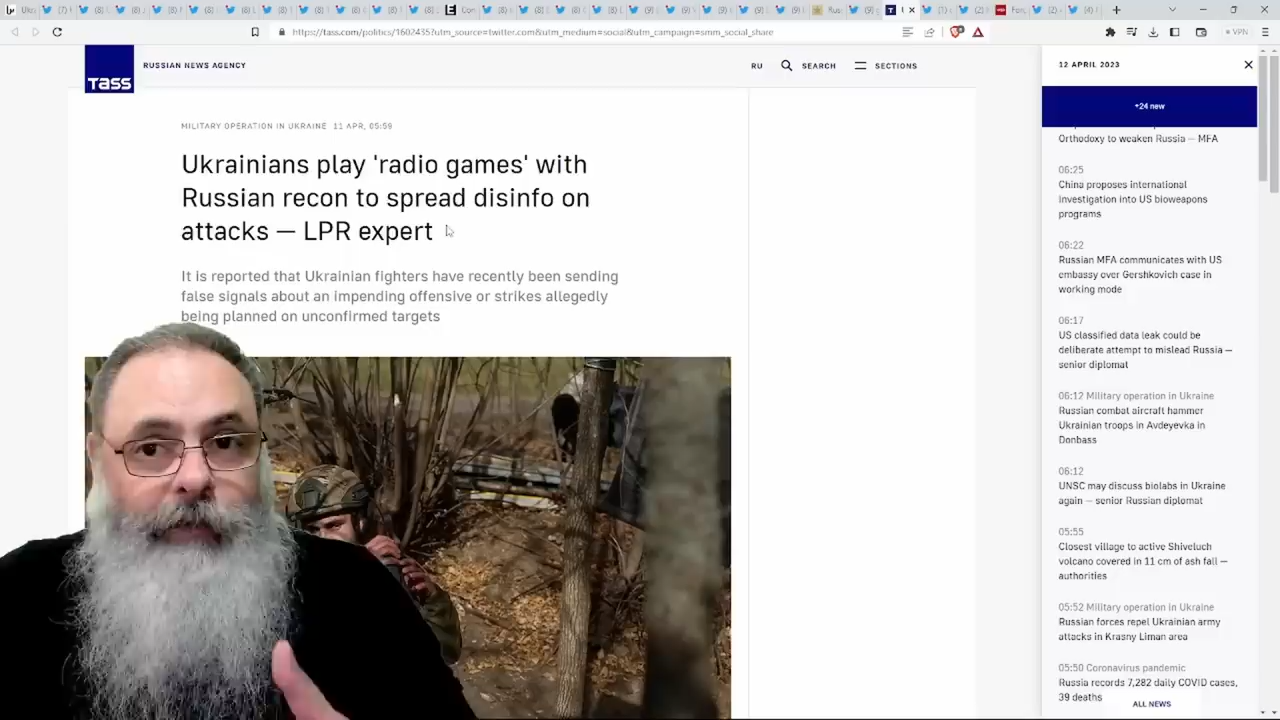 https://tass.com/politics/1602435?utm_source=twitter.com&utm_medium=social&utm_campaign=smm_social_share
VPN
TASS
RUSSIAN NEWS AGENCY
RU
SEARCH
SECTIONS
MILITARY OPERATION IN UKRAINE 11 APR, 05:59
Ukrainians play 'radio games' with
Russian recon to spread disinfo on
attacks — LPR expert
It is reported that Ukrainian fighters have recently been sending
false signals about an impending offensive or strikes allegedly
being planned on unconfirmed targets
12 APRIL 2023
+24 new
Orthodoxy to weaken Russia — MFA
06:25
China proposes international
investigation into US bioweapons
programs
06:22
Russian MFA communicates with US
embassy over Gershkovich case in
working mode
06:17
US classified data leak could be
deliberate attempt to mislead Russia —
senior diplomat
06:12 Military operation in Ukraine
Russian combat aircraft hammer
Ukrainian troops in Avdeyevka in
Donbass
06:12
UNSC may discuss biolabs in Ukraine
again — senior Russian diplomat
05:55
Closest village to active Shiveluch
volcano covered in 11 cm of ash fall —
authorities
05:52 Military operation in Ukraine
Russian forces repel Ukrainian army
attacks in Krasny Liman area
05:50 Coronavirus pandemic
Russia records 7,282 daily COVID cases,
39 deaths
ALL NEWS